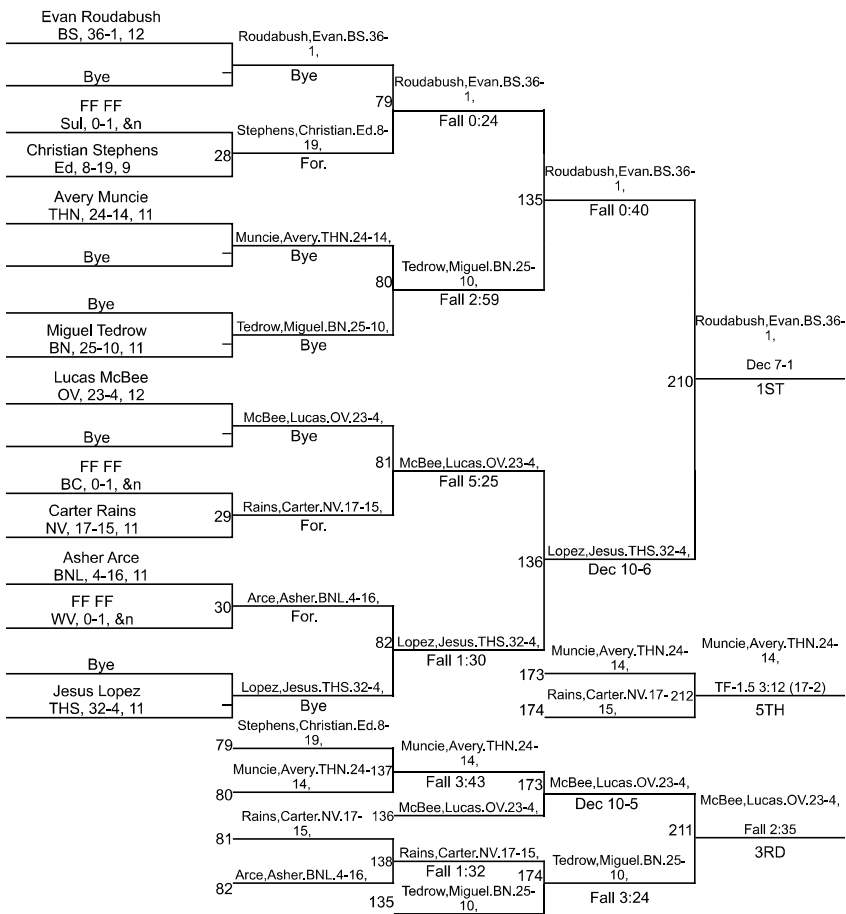 Evan Roudabush
BS, 36-1, 12
Bye
FF FF
Sul, 0-1, &n
Christian Stephens
Ed, 8-19, 9
Avery Muncie
THN, 24-14, 11
Bye
Bye
Miguel Tedrow
BN, 25-10, 11
Lucas McBee
OV, 23-4, 12
Bye
FF FF
BC, 0-1, &n
Carter Rains
NV, 17-15, 11
Asher Arce
BNL, 4-16, 11
FF FF
WV, 0-1, &n
Bye
Jesus Lopez
THS, 32-4, 11
Roudabush,Evan.BS.36-
1,
Bye
28
Stephens,Christian.Ed.8-
19,
For.
Muncie,Avery.THN.24-14,
Bye
Tedrow,Miguel.BN.25-10,
Bye
McBee,Lucas.OV.23-4,
Bye
29
Rains,Carter.NV.17-15,
For.
30
Arce,Asher.BNL.4-16,
For.
Lopez,Jesus.THS.32-4,
Bye
79
Roudabush,Evan.BS.36-
1,
Fall 0:24
80
Tedrow,Miguel.BN.25-
10,
Fall 2:59
81
McBee,Lucas.OV.23-4,
Fall 5:25
82
Lopez,Jesus.THS.32-4,
Fall 1:30
135
Roudabush,Evan.BS.36-
1,
Fall 0:40
136
Lopez,Jesus.THS.32-4,
Dec 10-6
210
Roudabush,Evan.BS.36-
1,
Dec 7-1
1ST
173
Muncie,Avery.THN.24-
14,
174
Rains,Carter.NV.17-
15,
212
Muncie,Avery.THN.24-
14,
TF-1.5 3:12 (17-2)
5TH
79
Stephens,Christian.Ed.8-
19,
80
Muncie,Avery.THN.24-
14,
81
Rains,Carter.NV.17-
15,
82
Arce,Asher.BNL.4-16,
137
Muncie,Avery.THN.24-
14,
Fall 3:43
136
McBee,Lucas.OV.23-4,
138
Rains,Carter.NV.17-15,
Fall 1:32
135
Tedrow,Miguel.BN.25-
10,
173
McBee,Lucas.OV.23-4,
Dec 10-5
174
Tedrow,Miguel.BN.25-
10,
Fall 3:24
211
McBee,Lucas.OV.23-4,
Fall 2:35
3RD